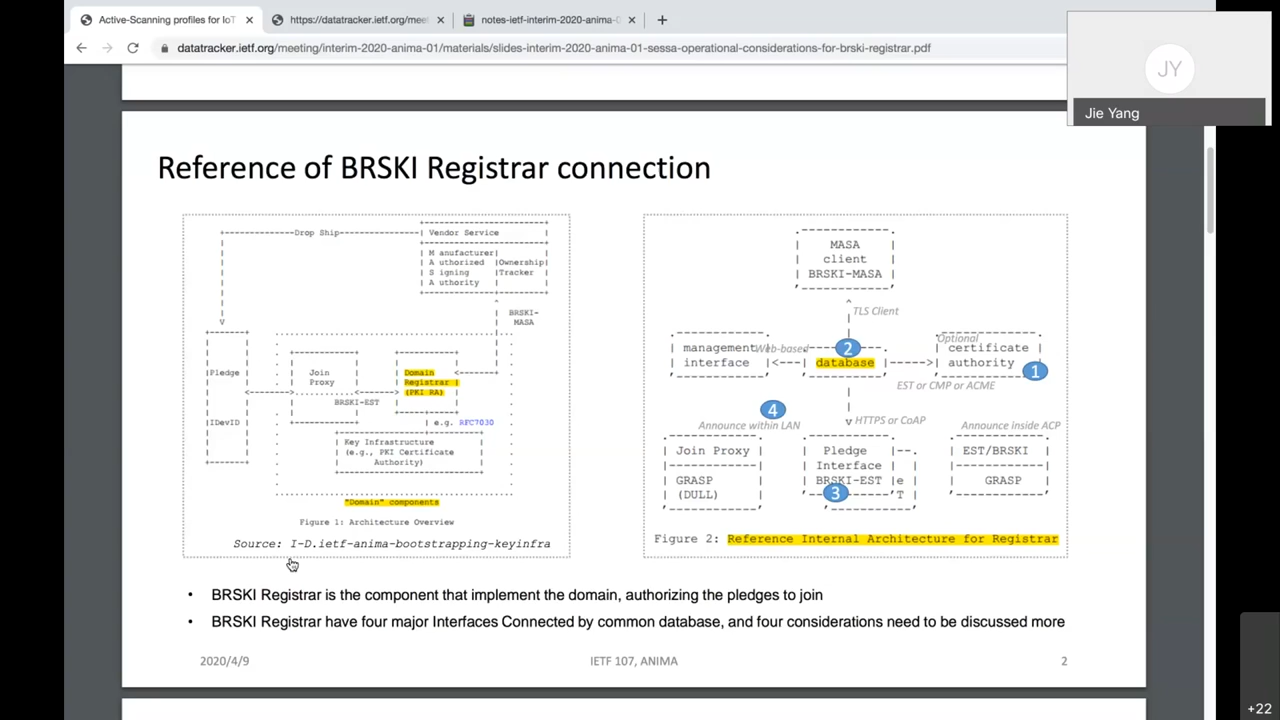 Active-Scanning profiles for IoT
https://datatracker.ietf.org/mee
notes-ietf-interim-2020-anima-0
datatracker.ietf.org/meeting/interim-2020-anima-01/materials/slides-interim-2020-anima-01-sessa-operational-considerations-for-brski-registrar.pdf
JY
Jie Yang
Reference of BRSKI Registrar connection
Drop Ship
Vendor Service
M anufacturer
A uthorized Ownership
S igning Tracker
A uthority
BRSKI-
MASA
V
Pledge
IDevID
Join
Proxy
Domain
Registrar
(PKI RA)
BRSKI-EST
e.g. RFC7030
Key Infrastructure
(e.g., PKI Certificate
Authority)
"Domain" components
Figure 1: Architecture Overview
Source: I-D.ietf-anima-bootstrapping-keyinfra
MASA
client
BRSKI-MASA
TLS Client
management
interface
Web-based
2
database
Optional
certificate
authority
1
EST or CMP or ACME
4
HTTPS or CoAP
Announce within LAN
Announce inside ACP
Join Proxy
GRASP
(DULL)
Pledge
Interface
BRSKI-EST
e
T
3
EST/BRSKI
GRASP
Figure 2: Reference Internal Architecture for Registrar
• BRSKI Registrar is the component that implement the domain, authorizing the pledges to join
• BRSKI Registrar have four major Interfaces Connected by common database, and four considerations need to be discussed more
2020/4/9
IETF 107, ANIMA
2
+22